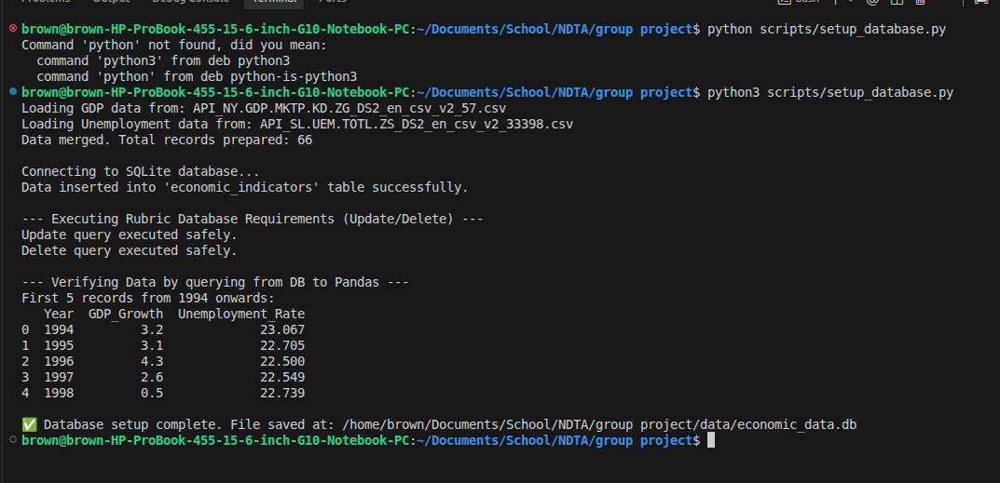 Problems Output Debug Console Terminal Ports bash
brown@brown-HP-ProBook-455-15-6-inch-G10-Notebook-PC:~/Documents/School/NDTA/group project$ python scripts/setup_database.py
Command 'python' not found, did you mean:
  command 'python3' from deb python3
  command 'python' from deb python-is-python3
brown@brown-HP-ProBook-455-15-6-inch-G10-Notebook-PC:~/Documents/School/NDTA/group project$ python3 scripts/setup_database.py
Loading GDP data from: API_NY.GDP.MKTP.KD.ZG_DS2_en_csv_v2_57.csv
Loading Unemployment data from: API_SL.UEM.TOTL.ZS_DS2_en_csv_v2_33398.csv
Data merged. Total records prepared: 66
Connecting to SQLite database...
Data inserted into 'economic_indicators' table successfully.
--- Executing Rubric Database Requirements (Update/Delete) ---
Update query executed safely.
Delete query executed safely.
--- Verifying Data by querying from DB to Pandas ---
First 5 records from 1994 onwards:
   Year  GDP_Growth  Unemployment_Rate
0  1994         3.2             23.067
1  1995         3.1             22.705
2  1996         4.3             22.500
3  1997         2.6             22.549
4  1998         0.5             22.739
✅ Database setup complete. File saved at: /home/brown/Documents/School/NDTA/group project/data/economic_data.db
brown@brown-HP-ProBook-455-15-6-inch-G10-Notebook-PC:~/Documents/School/NDTA/group project$